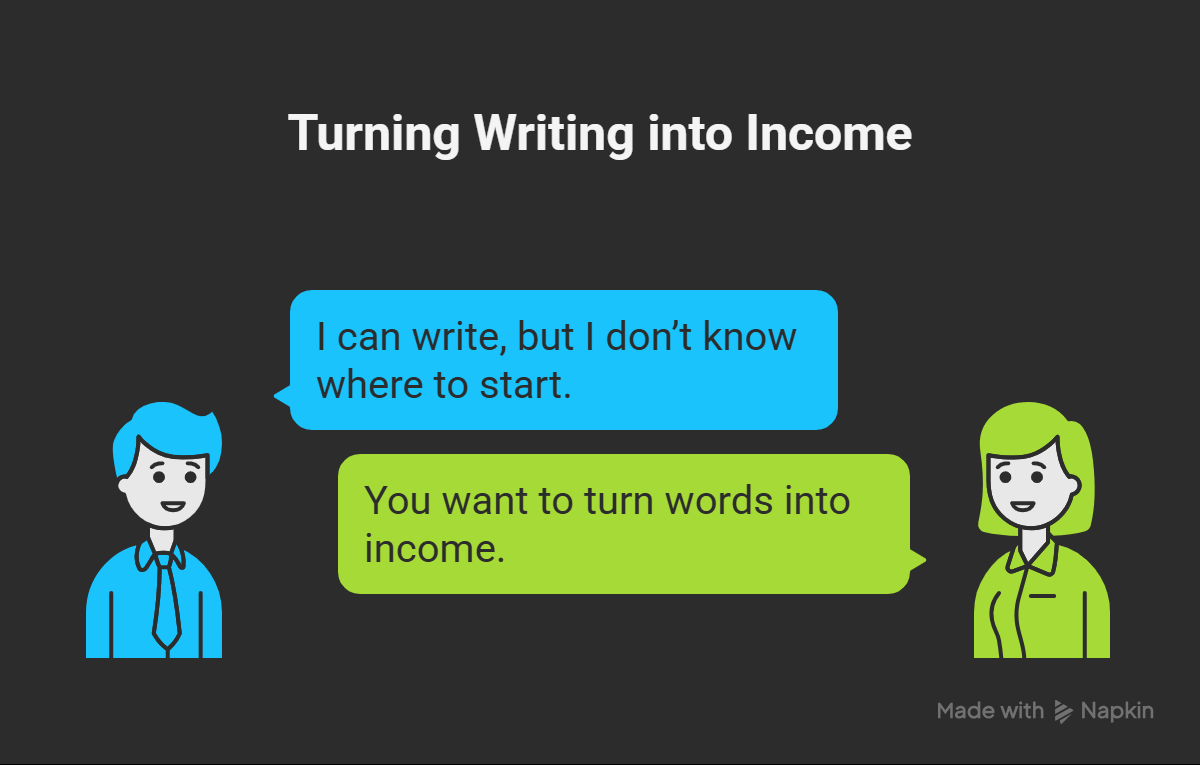 Turning Writing into Income
I can write, but I don’t know
where to start.
You want to turn words into
income.
Made with Napkin